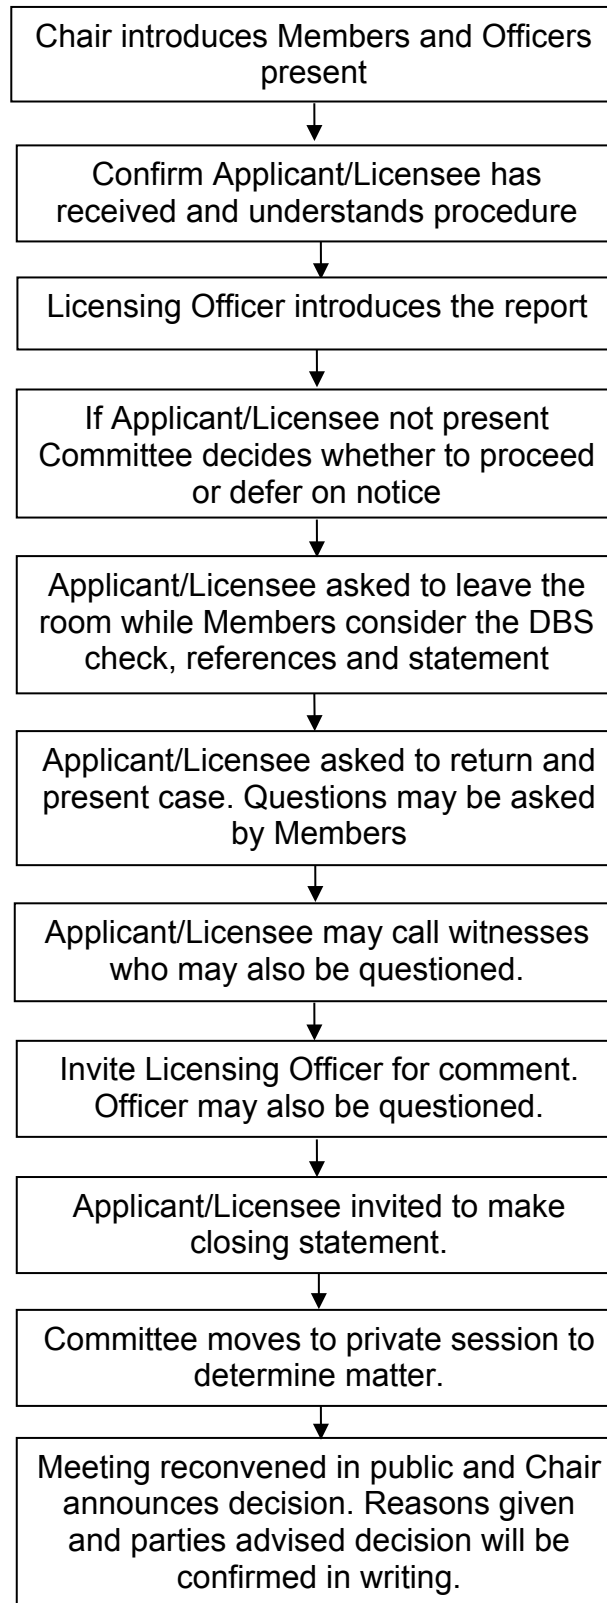 Chair introduces Members and Officers
present
Confirm Applicant/Licensee has
received and understands procedure
Licensing Officer introduces the report
If Applicant/Licensee not present
Committee decides whether to proceed
or defer on notice
Applicant/Licensee asked to leave the
room while Members consider the DBS
check, references and statement
Applicant/Licensee asked to return and
present case. Questions may be asked
by Members
Applicant/Licensee may call witnesses
who may also be questioned.
Invite Licensing Officer for comment.
Officer may also be questioned.
Applicant/Licensee invited to make
closing statement.
Committee moves to private session to
determine matter.
Meeting reconvened in public and Chair
announces decision. Reasons given
and parties advised decision will be
confirmed in writing.